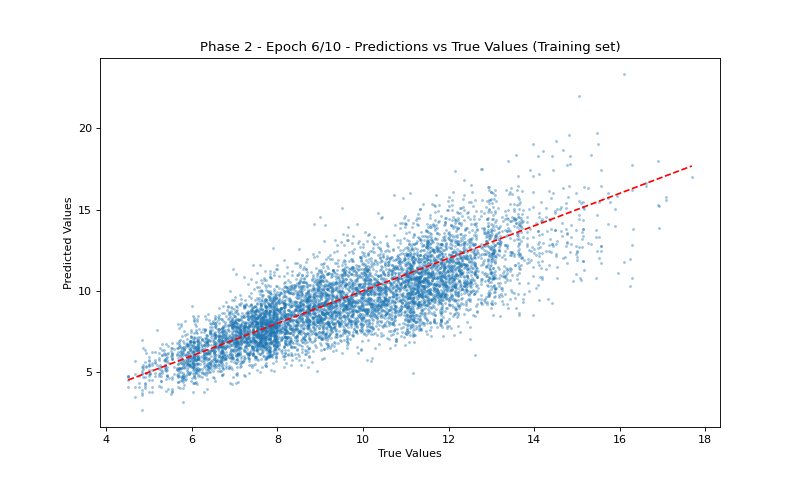 Phase 2 - Epoch 6/10 - Predictions vs True Values (Training set)
20
15
10
5
Predicted Values
4 6 8 10 12 14 16 18
True Values